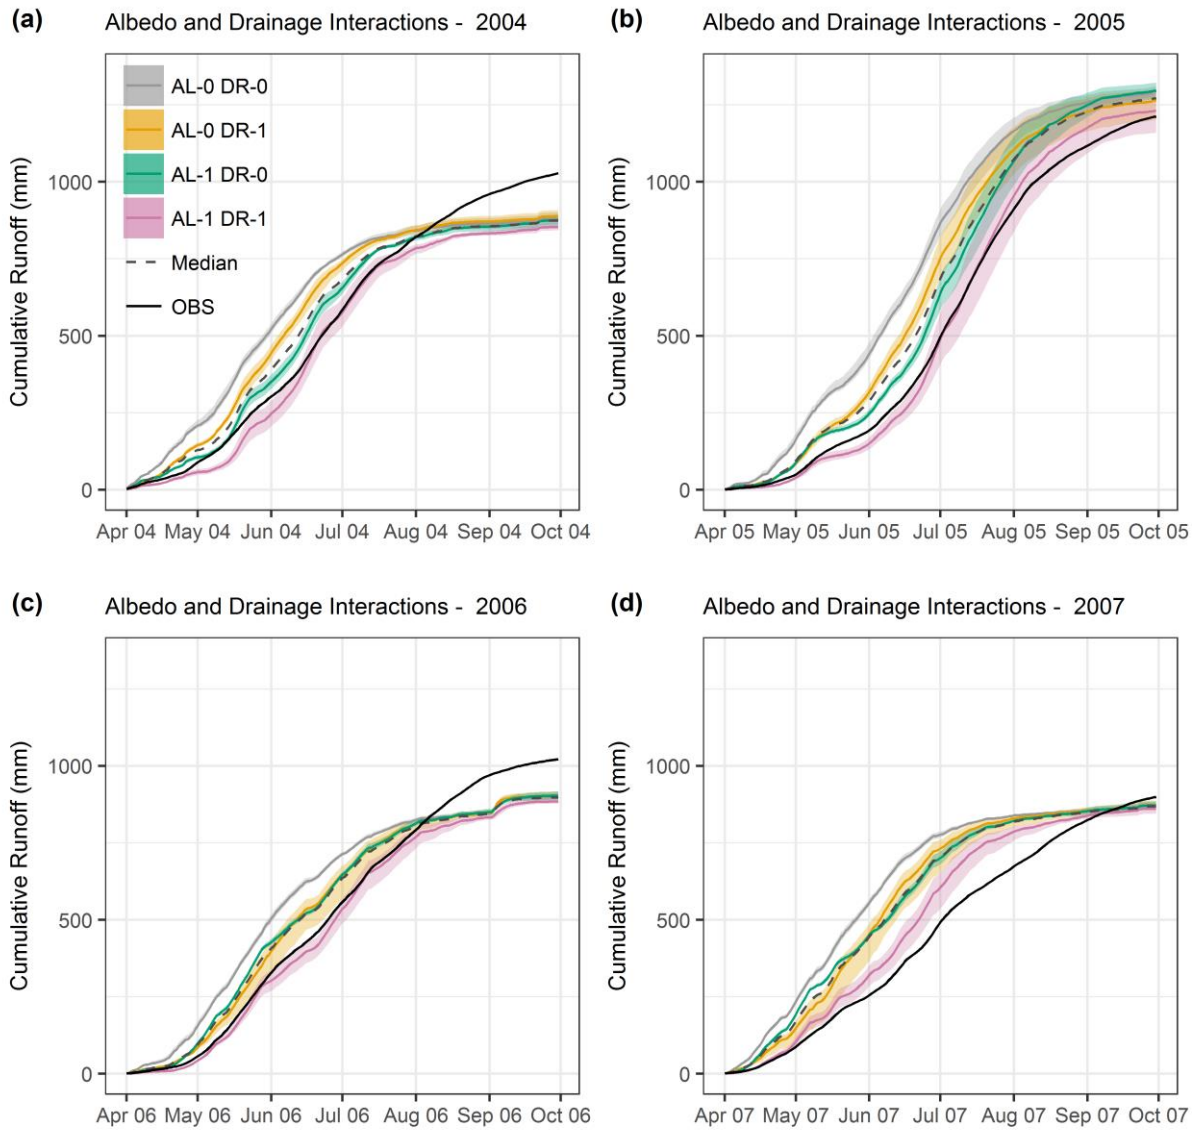 (a) Albedo and Drainage Interactions - 2004
Cumulative Runoff (mm)
1000
500
0
AL-0 DR-0
AL-0 DR-1
AL-1 DR-0
AL-1 DR-1
Median
OBS
Apr 04 May 04 Jun 04 Jul 04 Aug 04 Sep 04 Oct 04
(b) Albedo and Drainage Interactions - 2005
Cumulative Runoff (mm)
1000
500
0
Apr 05 May 05 Jun 05 Jul 05 Aug 05 Sep 05 Oct 05
(c) Albedo and Drainage Interactions - 2006
Cumulative Runoff (mm)
1000
500
0
Apr 06 May 06 Jun 06 Jul 06 Aug 06 Sep 06 Oct 06
(d) Albedo and Drainage Interactions - 2007
Cumulative Runoff (mm)
1000
500
0
Apr 07 May 07 Jun 07 Jul 07 Aug 07 Sep 07 Oct 07